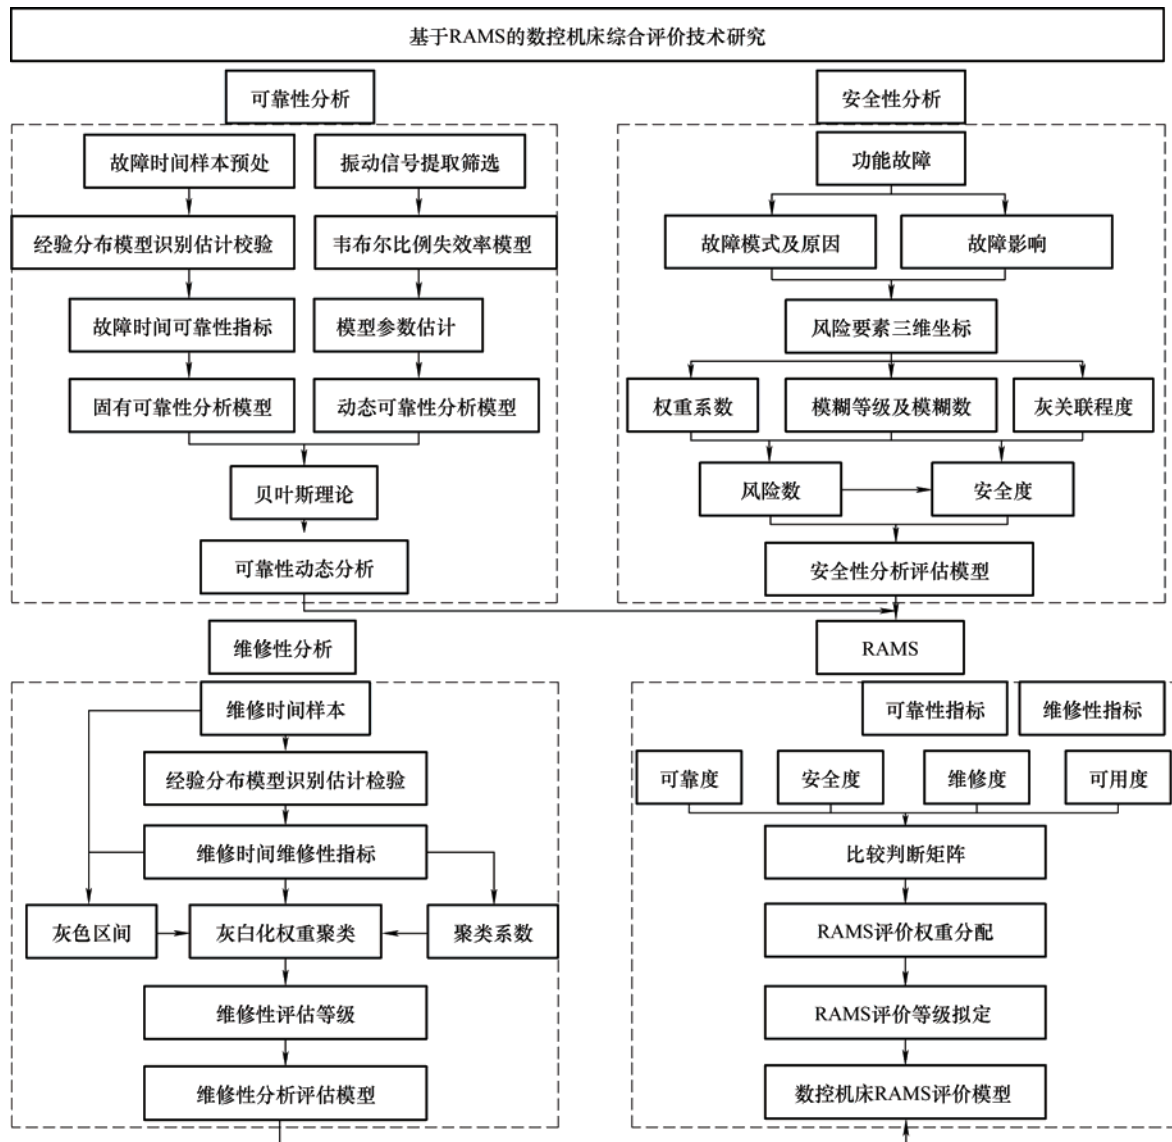 基于RAMS的数控机床综合评价技术研究
可靠性分析
故障时间样本预处
振动信号提取筛选
经验分布模型识别估计校验
韦布尔比例失效率模型
故障时间可靠性指标
模型参数估计
固有可靠性分析模型
动态可靠性分析模型
贝叶斯理论
可靠性动态分析
安全性分析
功能故障
故障模式及原因
故障影响
风险要素三维坐标
权重系数
模糊等级及模糊数
灰关联程度
风险数
安全度
安全性分析评估模型
维修性分析
维修时间样本
经验分布模型识别估计检验
维修时间维修性指标
灰色区间
灰白化权重聚类
聚类系数
维修性评估等级
维修性分析评估模型
RAMS
可靠性指标
维修性指标
可靠度
安全度
维修度
可用度
比较判断矩阵
RAMS评价权重分配
RAMS评价等级拟定
数控机床RAMS评价模型